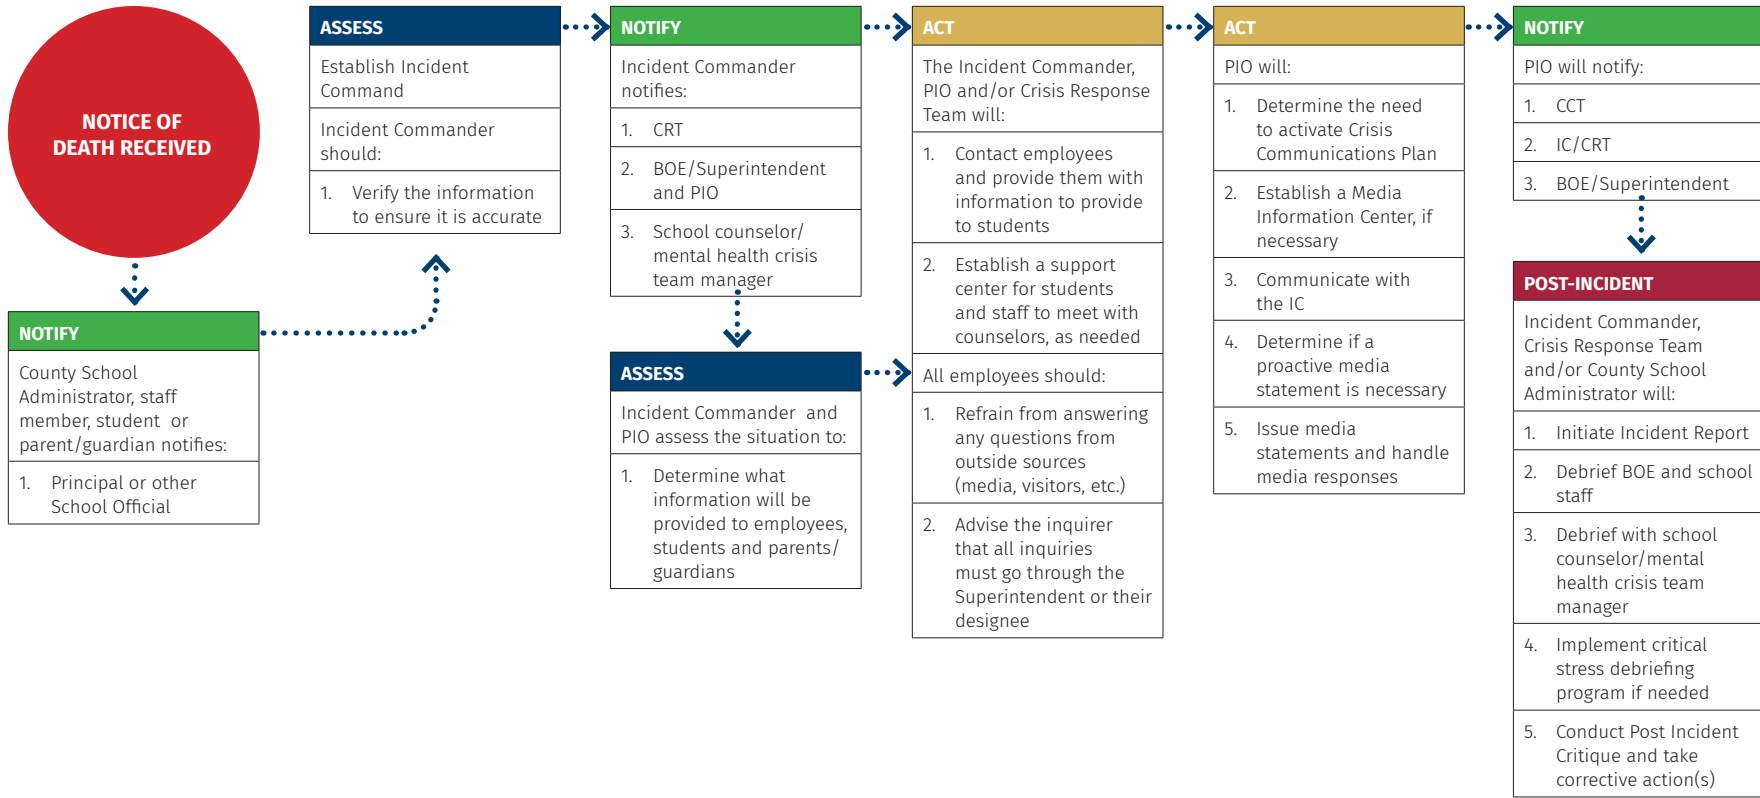 NOTICE OF
DEATH RECEIVED
NOTIFY
County School
Administrator, staff
member, student or
parent/guardian notifies:
1. Principal or other
School Official
ASSESS
Establish Incident
Command
Incident Commander
should:
1. Verify the information
to ensure it is accurate
NOTIFY
Incident Commander
notifies:
1. CRT
2. BOE/Superintendent
and PIO
3. School counselor/
mental health crisis
team manager
ASSESS
Incident Commander and
PIO assess the situation to:
1. Determine what
information will be
provided to employees,
students and parents/
guardians
ACT
The Incident Commander,
PIO and/or Crisis Response
Team will:
1. Contact employees
and provide them with
information to provide
to students
2. Establish a support
center for students
and staff to meet with
counselors, as needed
All employees should:
1. Refrain from answering
any questions from
outside sources
(media, visitors, etc.)
2. Advise the inquirer
that all inquiries
must go through the
Superintendent or their
designee
ACT
PIO will:
1. Determine the need
to activate Crisis
Communications Plan
2. Establish a Media
Information Center, if
necessary
3. Communicate with
the IC
4. Determine if a
proactive media
statement is necessary
5. Issue media
statements and handle
media responses
NOTIFY
PIO will notify:
1. CCT
2. IC/CRT
3. BOE/Superintendent
POST-INCIDENT
Incident Commander,
Crisis Response Team
and/or County School
Administrator will:
1. Initiate Incident Report
2. Debrief BOE and school
staff
3. Debrief with school
counselor/mental
health crisis team
manager
4. Implement critical
stress debriefing
program if needed
5. Conduct Post Incident
Critique and take
corrective action(s)